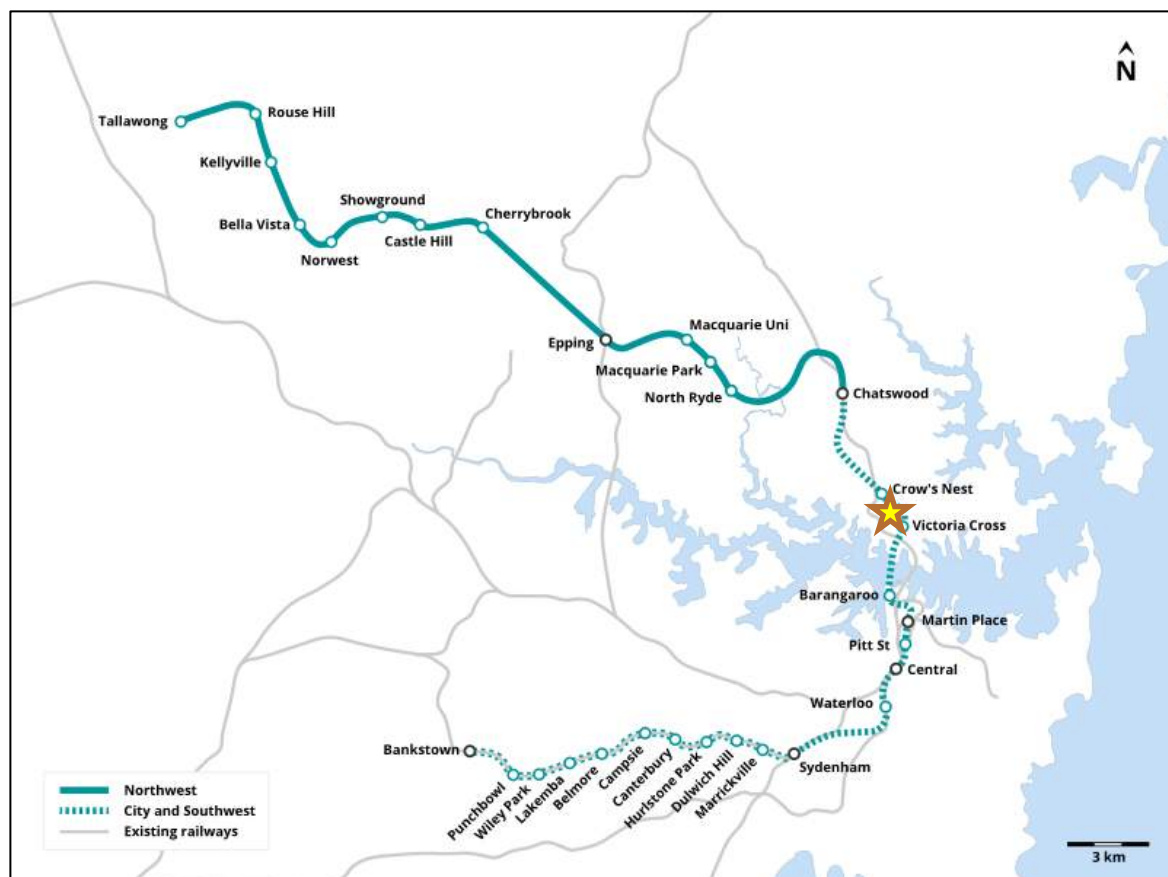 N
Tallawong
Rouse Hill
Kellyville
Showground
Cherrybrook
Bella Vista
Castle Hill
Norwest
Macquarie Uni
Epping
Macquarie Park
North Ryde
Chatswood
Crow's Nest
Victoria Cross
Barangaroo
Martin Place
Pitt St
Central
Waterloo
Bankstown
Sydenham
Punchbowl
Wiley Park
Lakemba
Belmore
Campsie
Canterbury
Hurlstone Park
Dulwich Hill
Marrickville
Northwest
City and Southwest
Existing railways
3 km